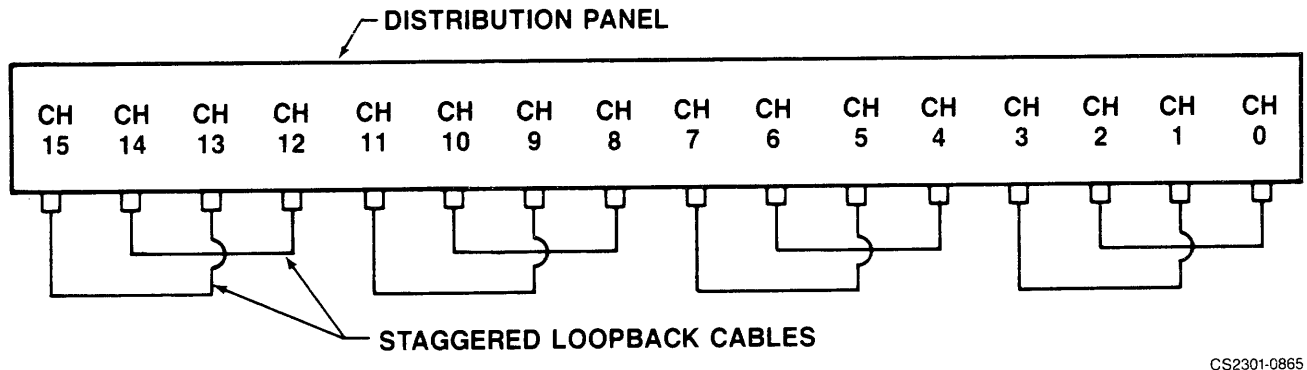 DISTRIBUTION PANEL
CH CH CH CH CH CH CH CH CH CH CH CH CH CH CH CH
15 14 13 12 11 10 9 8 7 6 5 4 3 2 1 0
STAGGERED LOOPBACK CABLES
CS2301-0865